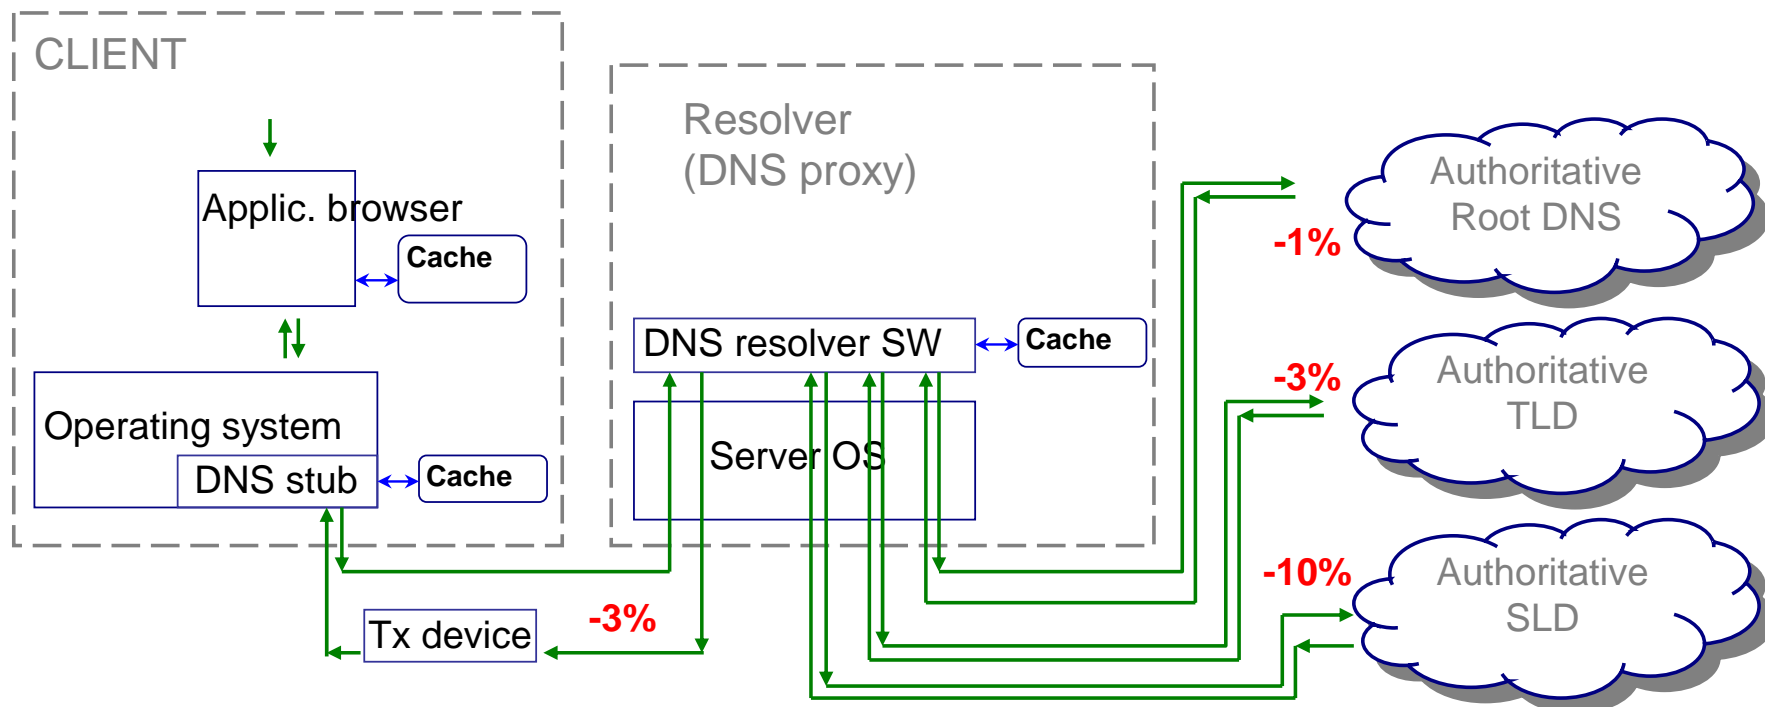 CLIENT
Applic. browser
Cache
Operating system
DNS stub
Cache
Tx device
-3%
Resolver
(DNS proxy)
DNS resolver SW
Cache
Server OS
-1%
Authoritative
Root DNS
-3%
Authoritative
TLD
-10%
Authoritative
SLD